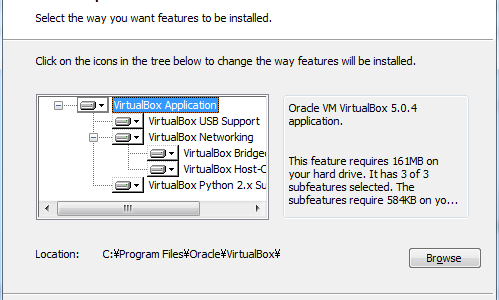 Select the way you want features to be installed.
Click on the icons in the tree below to change the way features will be installed.
VirtualBox Application
VirtualBox USB Support
VirtualBox Networking
VirtualBox Bridge
VirtualBox Host-C
VirtualBox Python 2.x Su
Oracle VM VirtualBox 5.0.4
application.
This feature requires 161MB on
your hard drive. It has 3 of 3
subfeatures selected. The
subfeatures require 584KB on yo...
Location:
C:¥Program Files¥Oracle¥VirtualBox¥
Browse